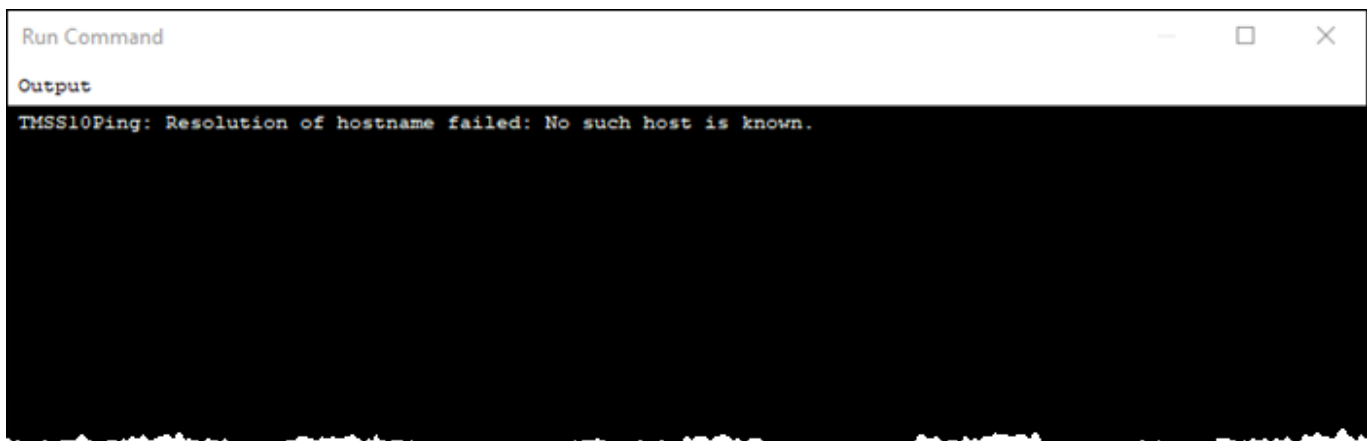 Run Command
Output
TMSS10Ping: Resolution of hostname failed: No such host is known.